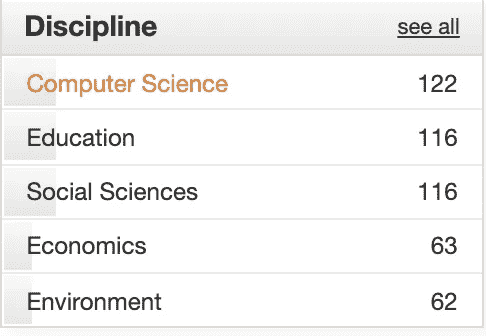 Discipline see all
Computer Science 122
Education 116
Social Sciences 116
Economics 63
Environment 62